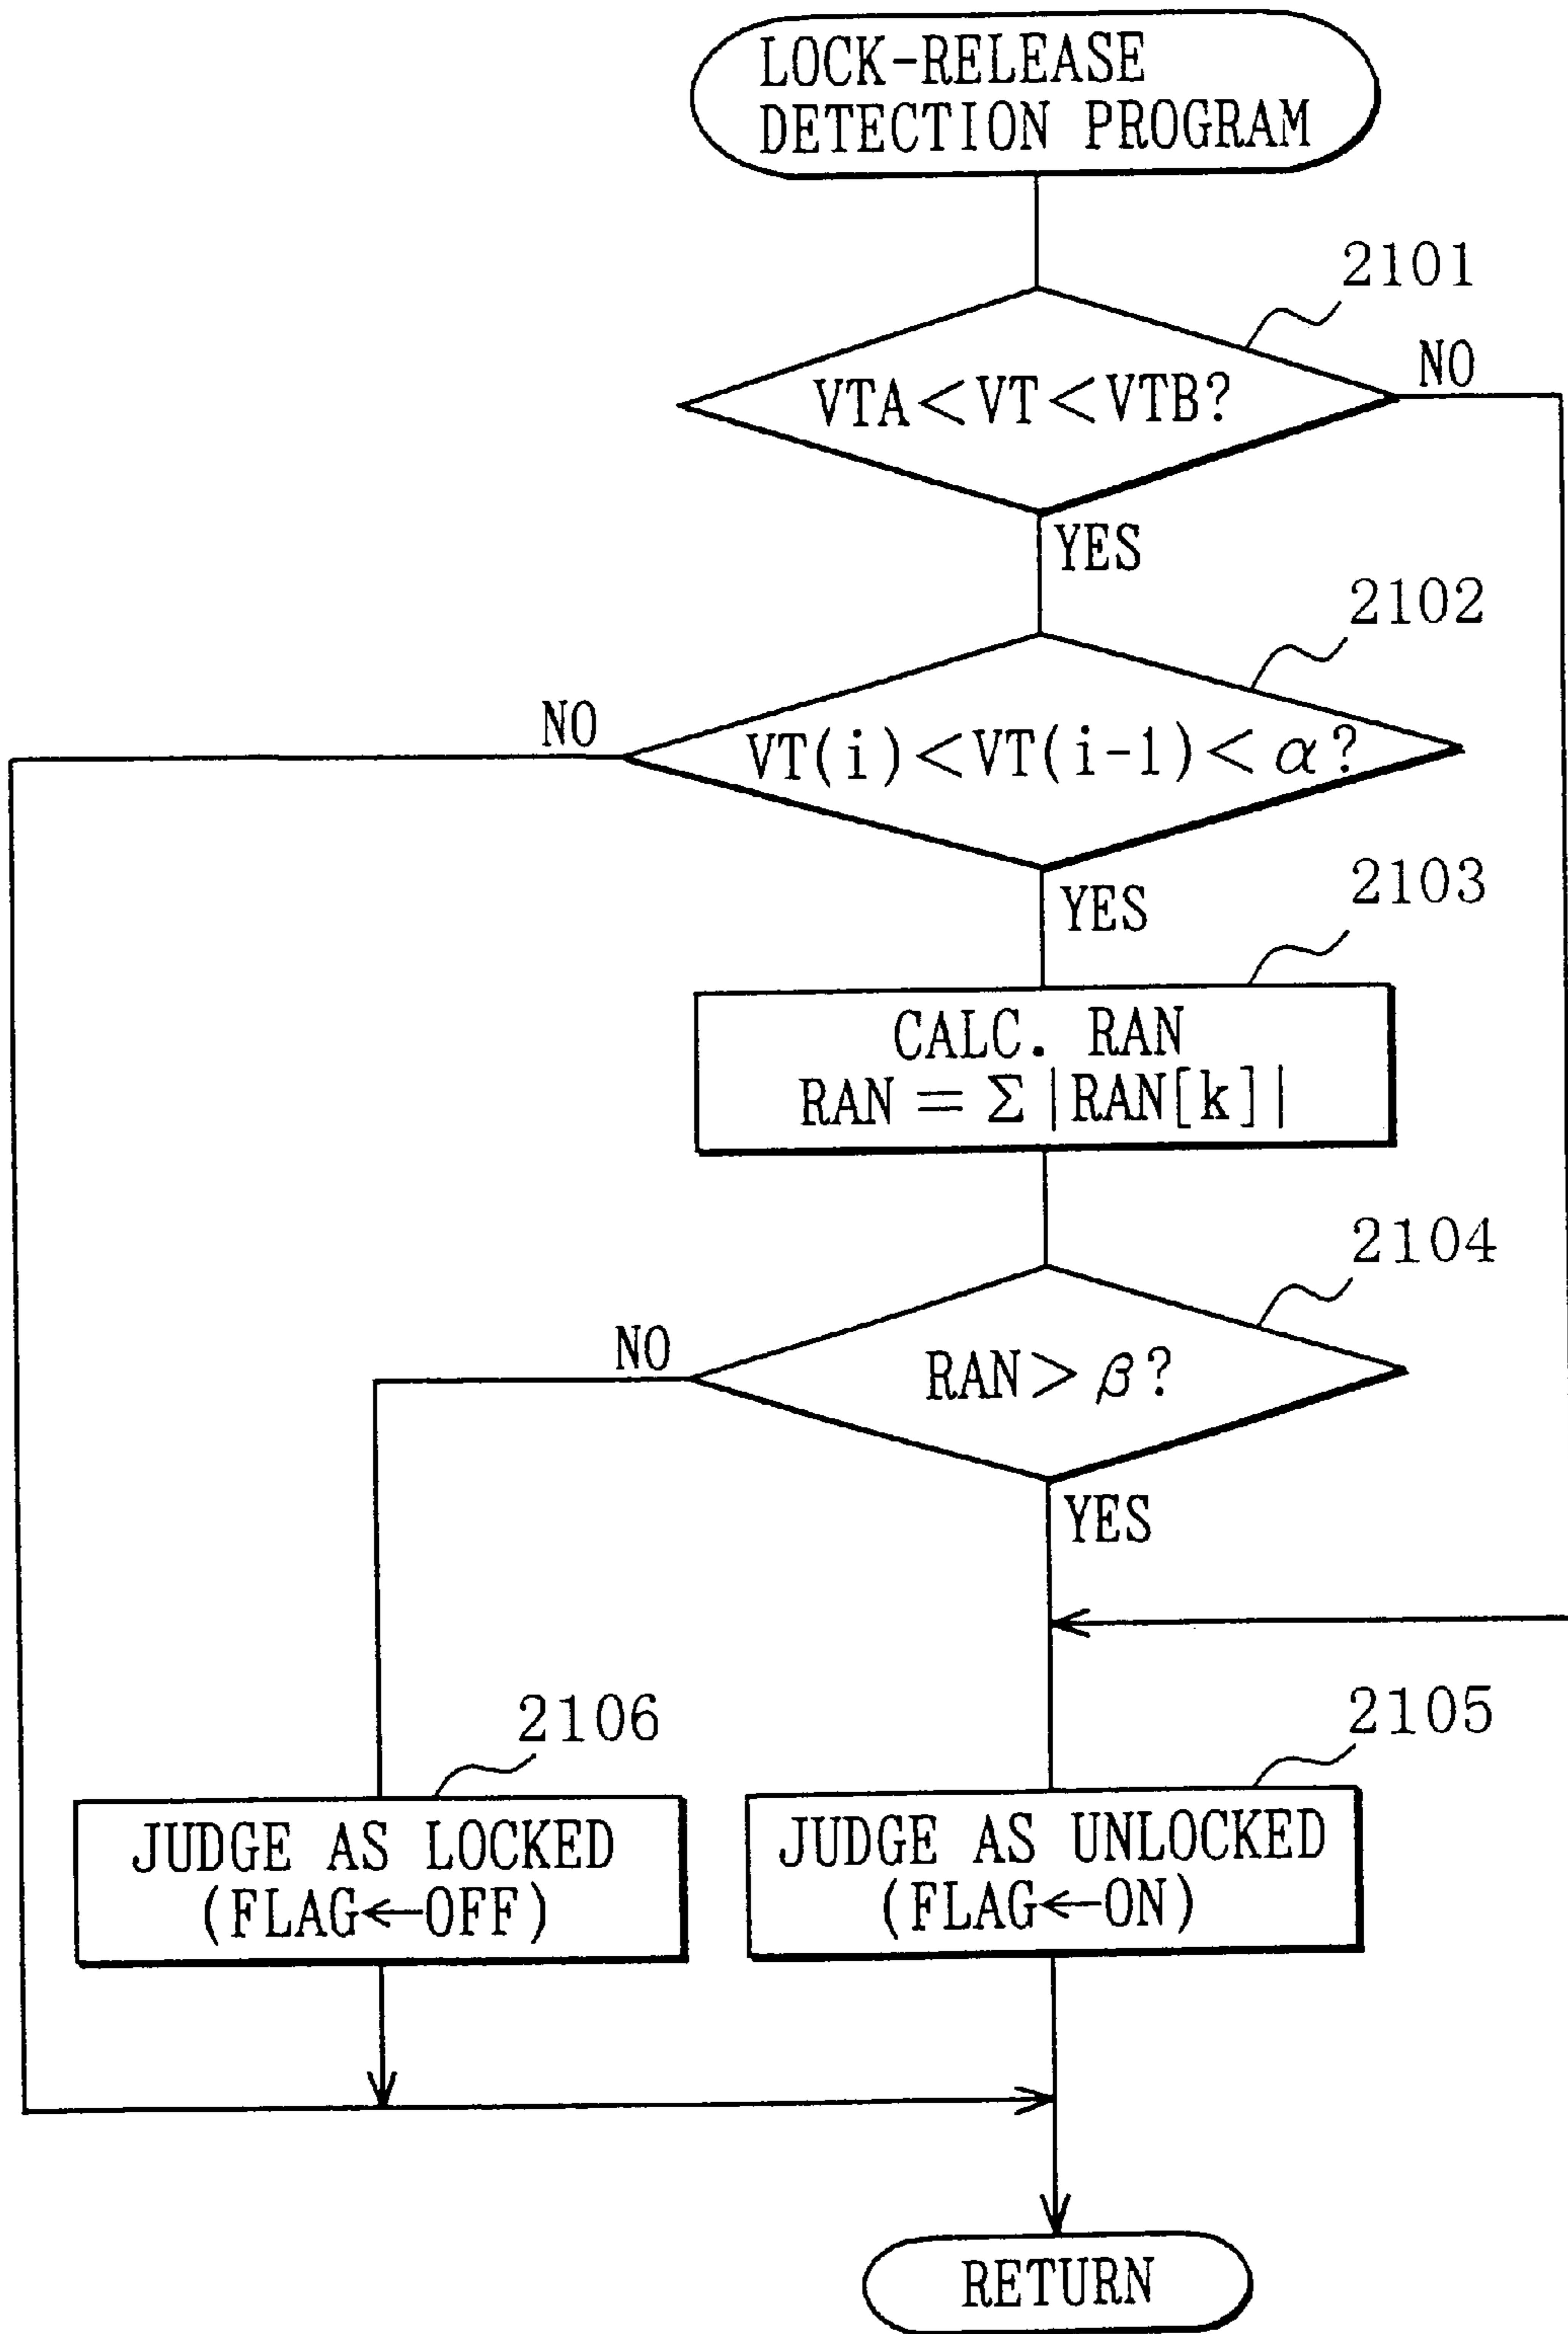 LOCK-RELEASE
DETECTION PROGRAM
2101
VTA<VT<VTB?
NO
YES
2102
NO
VT(i)<VT(i-1)<α?
YES
2103
CALC. RAN
RAN=Σ|RAN[k]|
2104
NO
RAN>β?
YES
2106
2105
JUDGE AS LOCKED
(FLAG←OFF)
JUDGE AS UNLOCKED
(FLAG←ON)
RETURN